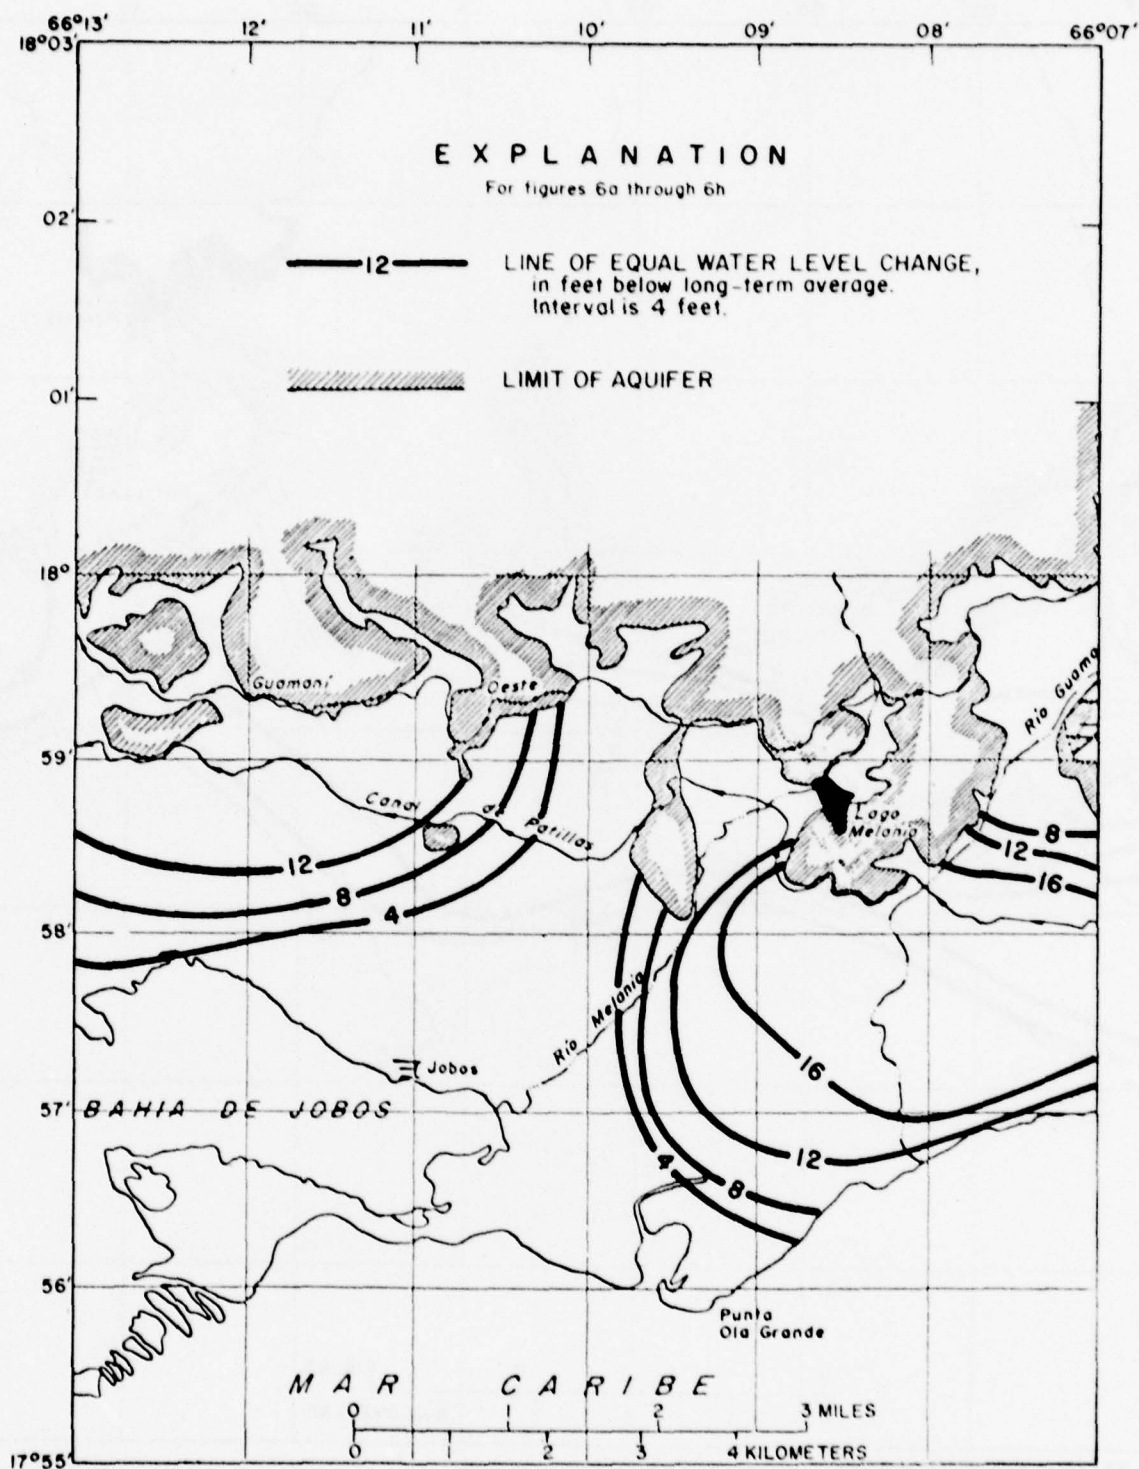 66°13' 12' 11' 10' 09' 08' 66°07'
18°03'
EXPLANATION
For figures 6a through 6h
02'
12 LINE OF EQUAL WATER LEVEL CHANGE,
in feet below long-term average.
Interval is 4 feet.
LIMIT OF AQUIFER
01'
18°
Guamaní
Oeste
Río Guama
59'
Canal de Patillas
Lago
Melania
8
12
16
12
8
4
58'
Río Melania
16
Jobos
57'
BAHIA DE JOBOS
12
4
8
56'
Punta
Ola Grande
MAR CARIBE
0 1 2 3 MILES
0 1 2 3 4 KILOMETERS
17°55'